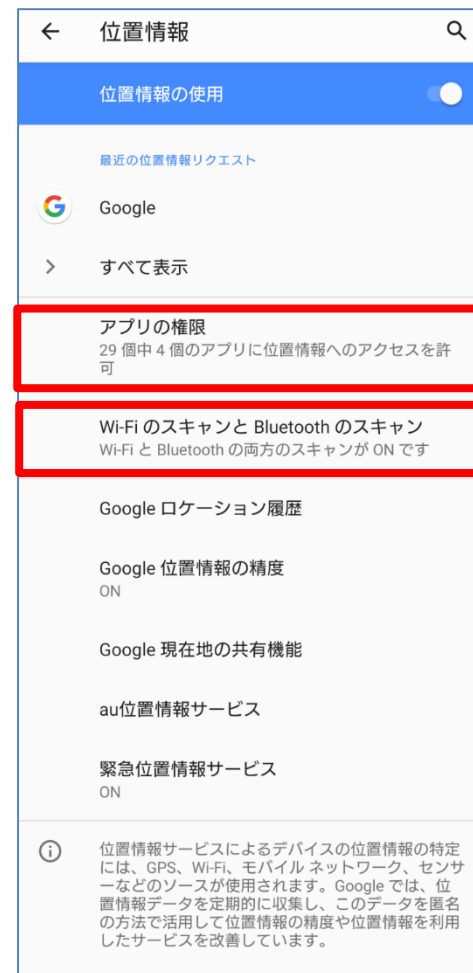 位置情報
位置情報の使用
最近の位置情報リクエスト
Google
すべて表示
アプリの権限
29 個中 4 個のアプリに位置情報へのアクセスを許
可
Wi-Fi のスキャンと Bluetooth のスキャン
Wi-Fi と Bluetooth の両方のスキャンが ON です
Google ロケーション履歴
Google 位置情報の精度
ON
Google 現在地の共有機能
au位置情報サービス
緊急位置情報サービス
ON
位置情報サービスによるデバイスの位置情報の特定
には、GPS、Wi-Fi、モバイル ネットワーク、センサ
ーなどのソースが使用されます。Google では、位
置情報データを定期的に収集し、このデータを匿名
の方法で活用して位置情報の精度や位置情報を利用
したサービスを改善しています。